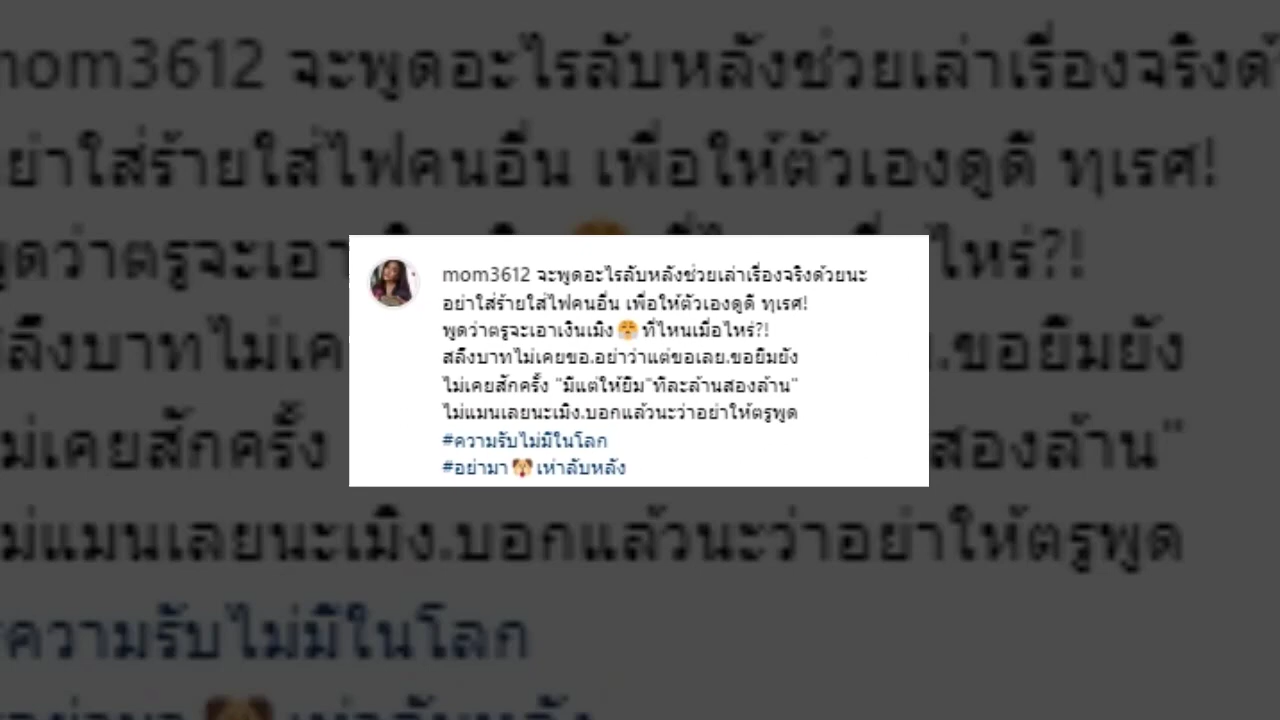 mom3612 จะพูดอะไรลับหลังช่วยเล่าเรื่องจริงด้วยนะ
อย่าใส่ร้ายใส่ไฟคนอื่น เพื่อให้ตัวเองดูดี ทุเรศ!
พูดว่าตรูจะเอาเงินเมิง😤ที่ไหนเมื่อไหร่?!
สลึงบาทไม่เคยขอ.อย่าว่าแต่ขอเลย.ขอยืมยัง
ไม่เคยสักครั้ง "มีแต่ให้ยืม"ทีละล้านสองล้าน"
ไม่แมนเลยนะเมิง.บอกแล้วนะว่าอย่าให้ตรูพูด
#ความรับไม่มีในโลก
#อย่ามา🐶เห่าลับหลัง